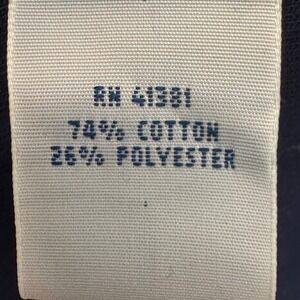 RN 41381
74% COTTON
26% POLYESTER